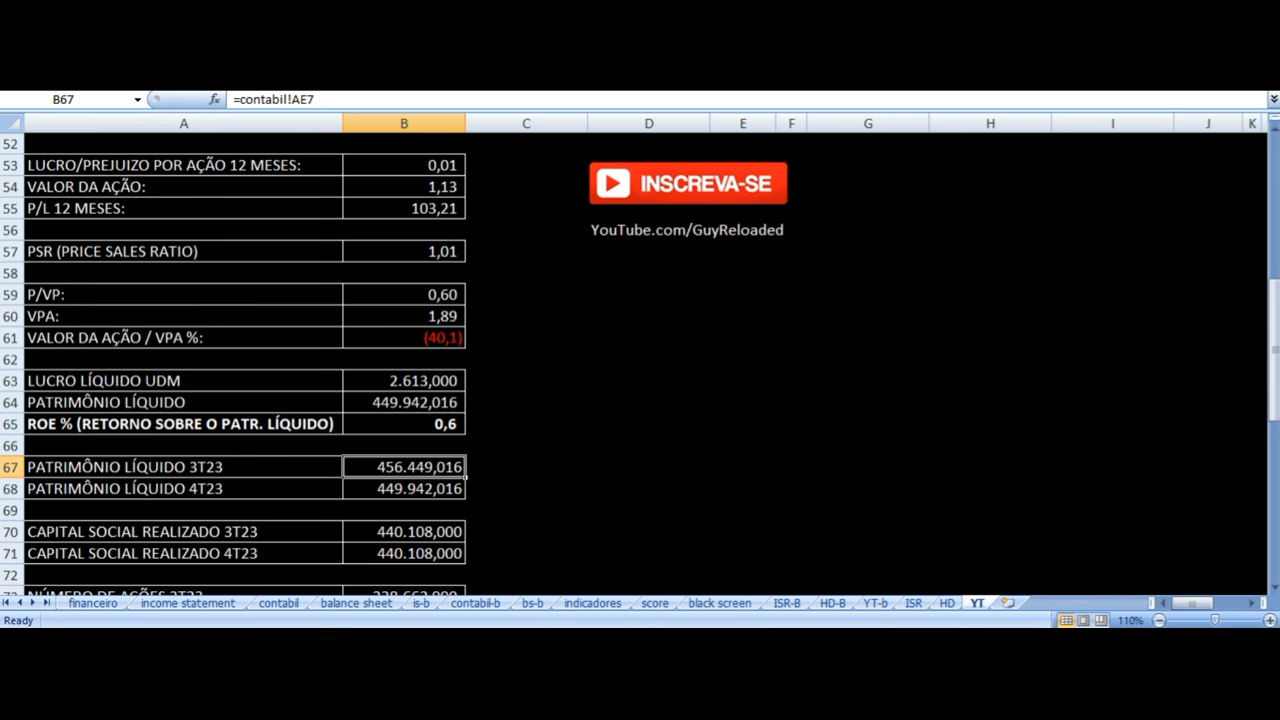 B67 fx =contabil!AE7
A B C D E F G H I J K
52
53 LUCRO/PREJUIZO POR AÇÃO 12 MESES: 0,01
54 VALOR DA AÇÃO: 1,13
55 P/L 12 MESES: 103,21
INSCREVA-SE
YouTube.com/GuyReloaded
56
57 PSR (PRICE SALES RATIO) 1,01
58
59 P/VP: 0,60
60 VPA: 1,89
61 VALOR DA AÇÃO / VPA %: (40,1)
62
63 LUCRO LÍQUIDO UDM 2.613,000
64 PATRIMÔNIO LÍQUIDO 449.942,016
65 ROE % (RETORNO SOBRE O PATR. LÍQUIDO) 0,6
66
67 PATRIMÔNIO LÍQUIDO 3T23 456.449,016
68 PATRIMÔNIO LÍQUIDO 4T23 449.942,016
69
70 CAPITAL SOCIAL REALIZADO 3T23 440.108,000
71 CAPITAL SOCIAL REALIZADO 4T23 440.108,000
72
financeiro income statement contabil balance sheet is-b contabil-b bs-b indicadores score black screen ISR-B HD-B YT-b ISR HD YT
Ready 110%